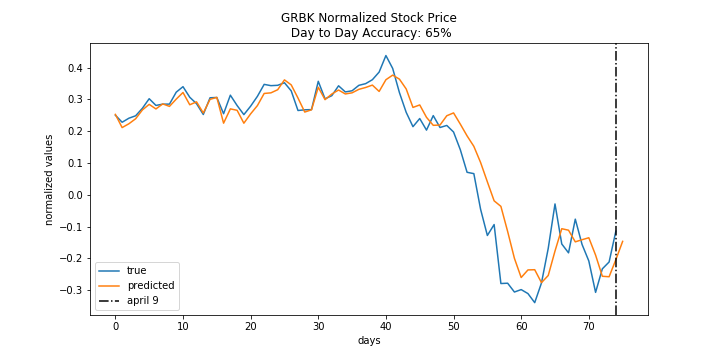 GRBK Normalized Stock Price
Day to Day Accuracy: 65%
normalized values
0.4
0.3
0.2
0.1
0.0
−0.1
−0.2
−0.3
true
predicted
april 9
0 10 20 30 40 50 60 70
days